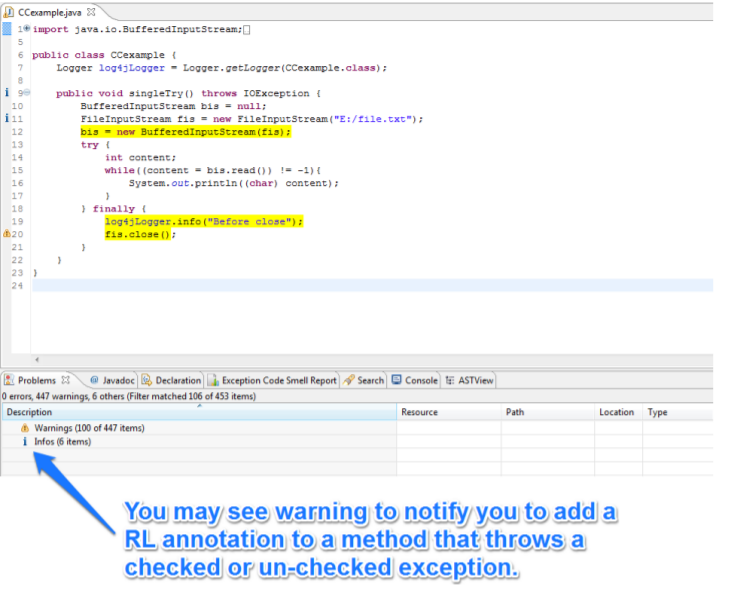 CCexample.java
1 import java.io.BufferedInputStream;
5
6 public class CCexample {
7 Logger log4jLogger = Logger.getLogger(CCexample.class);
8
9 public void singleTry() throws IOException {
10 BufferedInputStream bis = null;
11 FileInputStream fis = new FileInputStream("E:/file.txt");
12 bis = new BufferedInputStream(fis);
13 try {
14 int content;
15 while((content = bis.read()) != -1){
16 System.out.println((char) content);
17 }
18 } finally {
19 log4jLogger.info("Before close");
20 fis.close();
21 }
22 }
23 }
24
Problems @ Javadoc Declaration Exception Code Smell Report Search Console ASTView
0 errors, 447 warnings, 6 others (Filter matched 106 of 453 items)
Description Resource Path Location Type
Warnings (100 of 447 items)
Infos (6 items)
You may see warning to notify you to add a
RL annotation to a method that throws a
checked or un-checked exception.